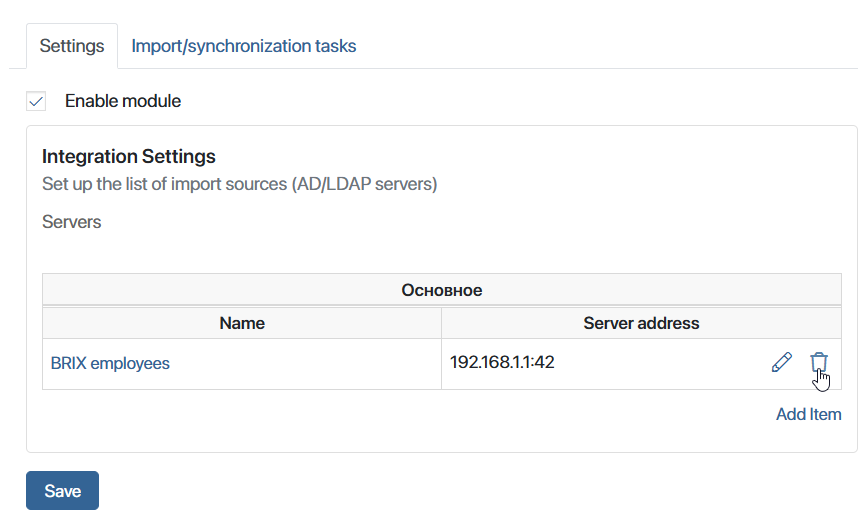 Settings Import/synchronization tasks
Enable module
Integration Settings
Set up the list of import sources (AD/LDAP servers)
Servers
Основное
Name Server address
BRIX employees 192.168.1.1:42
Add Item
Save